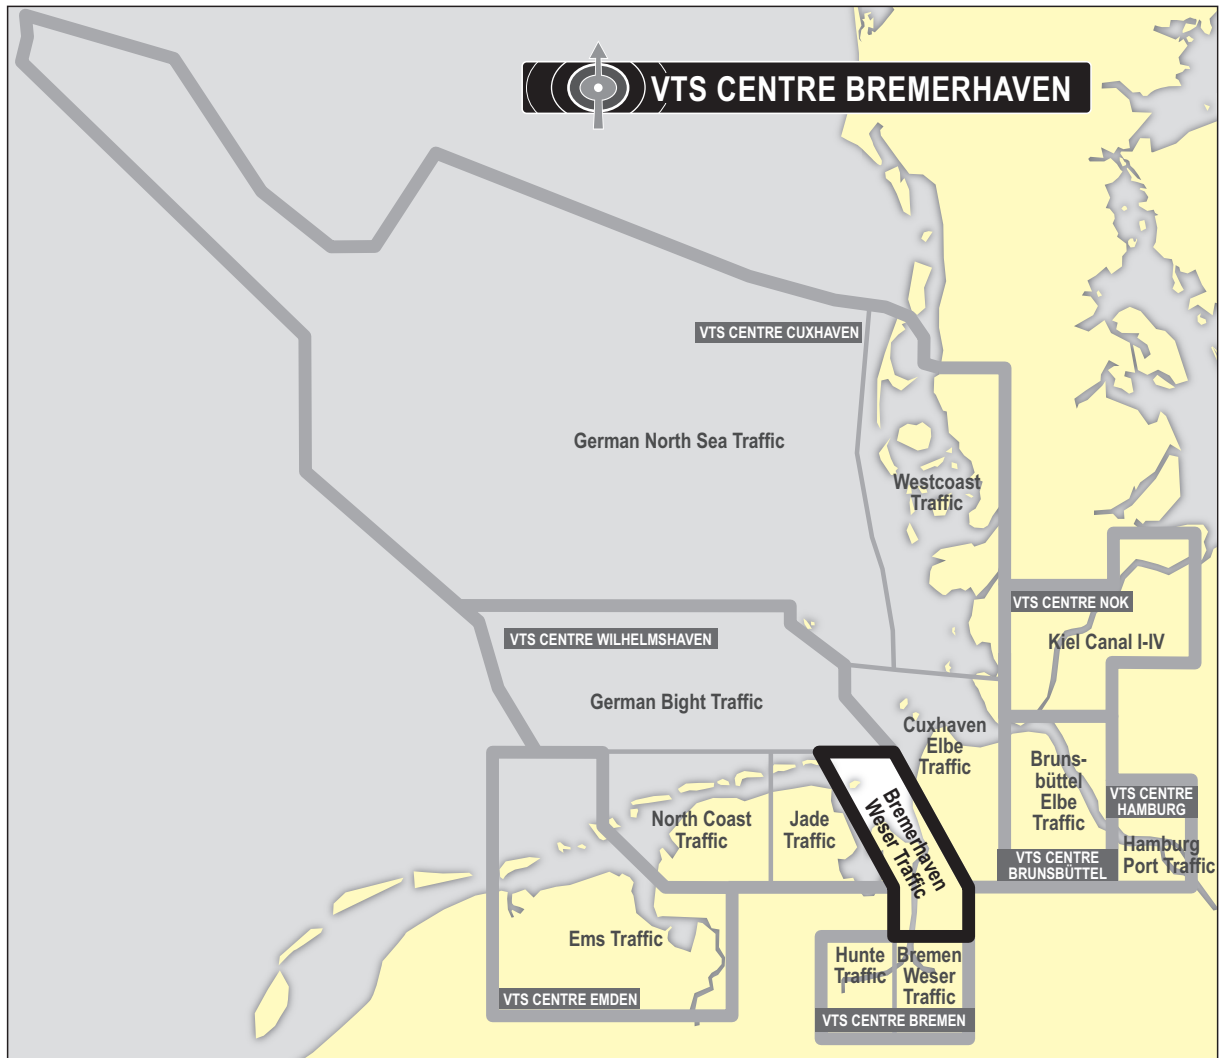 VTS CENTRE BREMERHAVEN
VTS CENTRE CUXHAVEN
German North Sea Traffic
Westcoast
Traffic
VTS CENTRE NOK
Kiel Canal I-IV
VTS CENTRE WILHELMSHAVEN
German Bight Traffic
Cuxhaven
Elbe
Traffic
Bruns-
büttel
Elbe
Traffic
VTS CENTRE
HAMBURG
Hamburg
Port Traffic
VTS CENTRE
BRUNSBÜTTEL
North Coast
Traffic
Jade
Traffic
Bremerhaven
Weser Traffic
Ems Traffic
VTS CENTRE EMDEN
Hunte
Traffic
Bremen
Weser
Traffic
VTS CENTRE BREMEN